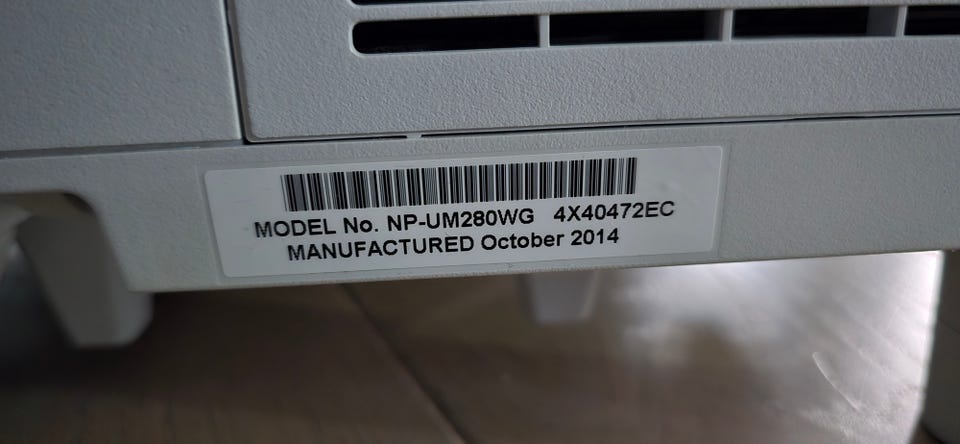 MODEL No. NP-UM280WG 4X40472EC
MANUFACTURED October 2014